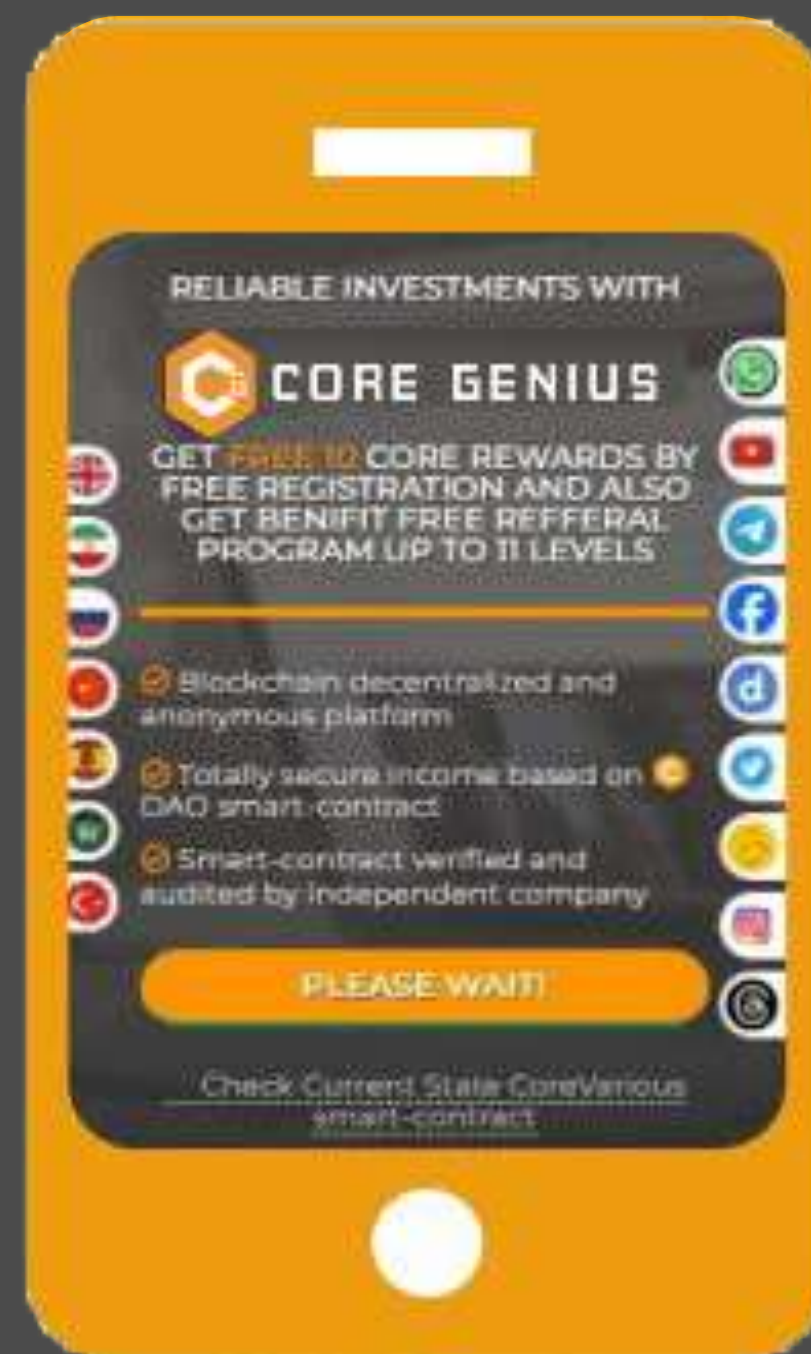 RELIABLE INVESTMENTS WITH
CORE GENIUS
GET FREE 10 CORE REWARDS BY
FREE REGISTRATION AND ALSO
GET BENIFIT FREE REFFERAL
PROGRAM UP TO 11 LEVELS
Blockchain decentralized and
anonymous platform
Totally secure income based on
DAO smart-contract
Smart-contract verified and
audited by independent company
PLEASE WAIT!
Check Current State CoreVarious
smart-contract